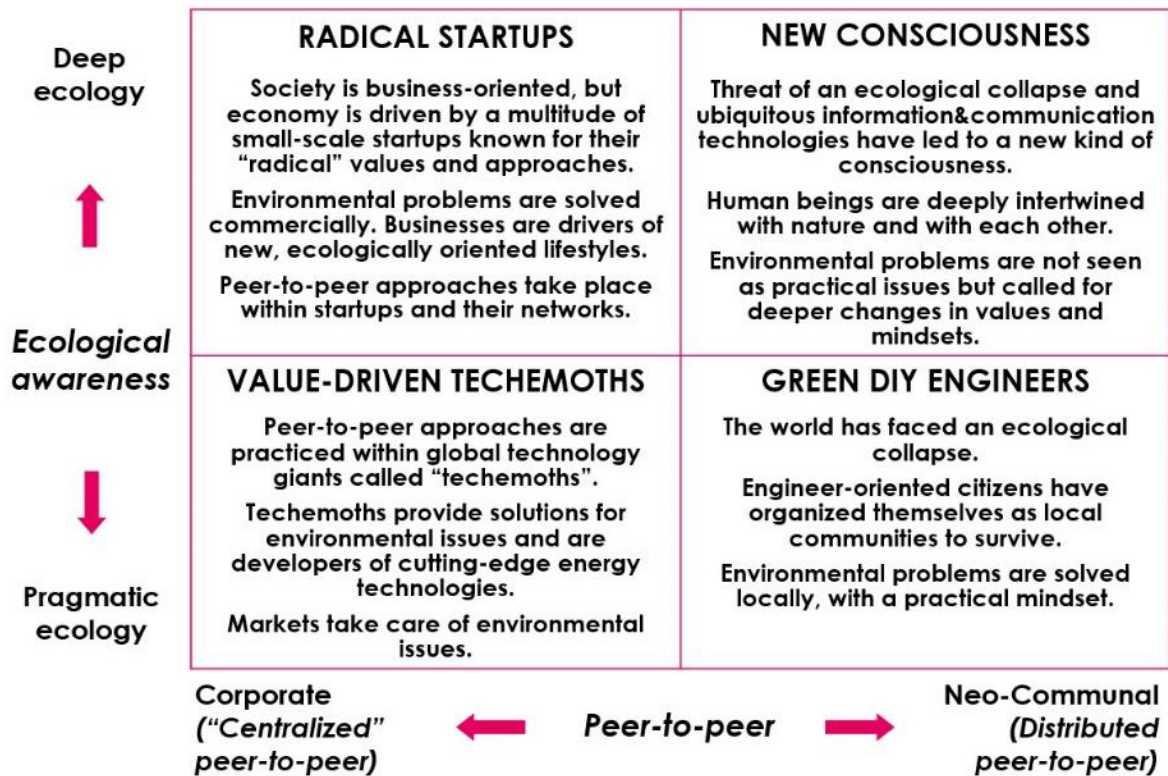 Deep
ecology
Ecological
awareness
Pragmatic
ecology
RADICAL STARTUPS
Society is business-oriented, but
economy is driven by a multitude of
small-scale startups known for their
“radical” values and approaches.
Environmental problems are solved
commercially. Businesses are drivers of
new, ecologically oriented lifestyles.
Peer-to-peer approaches take place
within startups and their networks.
NEW CONSCIOUSNESS
Threat of an ecological collapse and
ubiquitous information&communication
technologies have led to a new kind of
consciousness.
Human beings are deeply intertwined
with nature and with each other.
Environmental problems are not seen
as practical issues but called for
deeper changes in values and
mindsets.
VALUE-DRIVEN TECHEMOTHS
Peer-to-peer approaches are
practiced within global technology
giants called “techemoths”.
Techemoths provide solutions for
environmental issues and are
developers of cutting-edge energy
technologies.
Markets take care of environmental
issues.
GREEN DIY ENGINEERS
The world has faced an ecological
collapse.
Engineer-oriented citizens have
organized themselves as local
communities to survive.
Environmental problems are solved
locally, with a practical mindset.
Corporate
(“Centralized”
peer-to-peer)
Peer-to-peer
Neo-Communal
(Distributed
peer-to-peer)